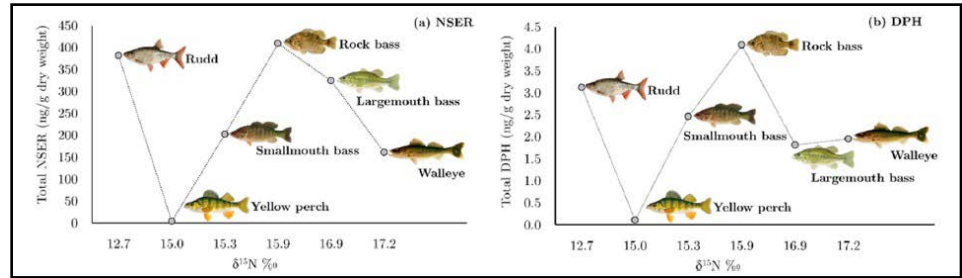 (a) NSER
Total NSER (ng/g dry weight)
450
400
350
300
250
200
150
100
50
0
Rudd
Yellow perch
Smallmouth bass
Rock bass
Largemouth bass
Walleye
12.7 15.0 15.3 15.9 16.9 17.2
δ¹⁵N ‰
(b) DPH
Total DPH (ng/g dry weight)
4.5
4.0
3.5
3.0
2.5
2.0
1.5
1.0
0.5
0.0
Rudd
Yellow perch
Smallmouth bass
Rock bass
Largemouth bass
Walleye
12.7 15.0 15.3 15.9 16.9 17.2
δ¹⁵N ‰